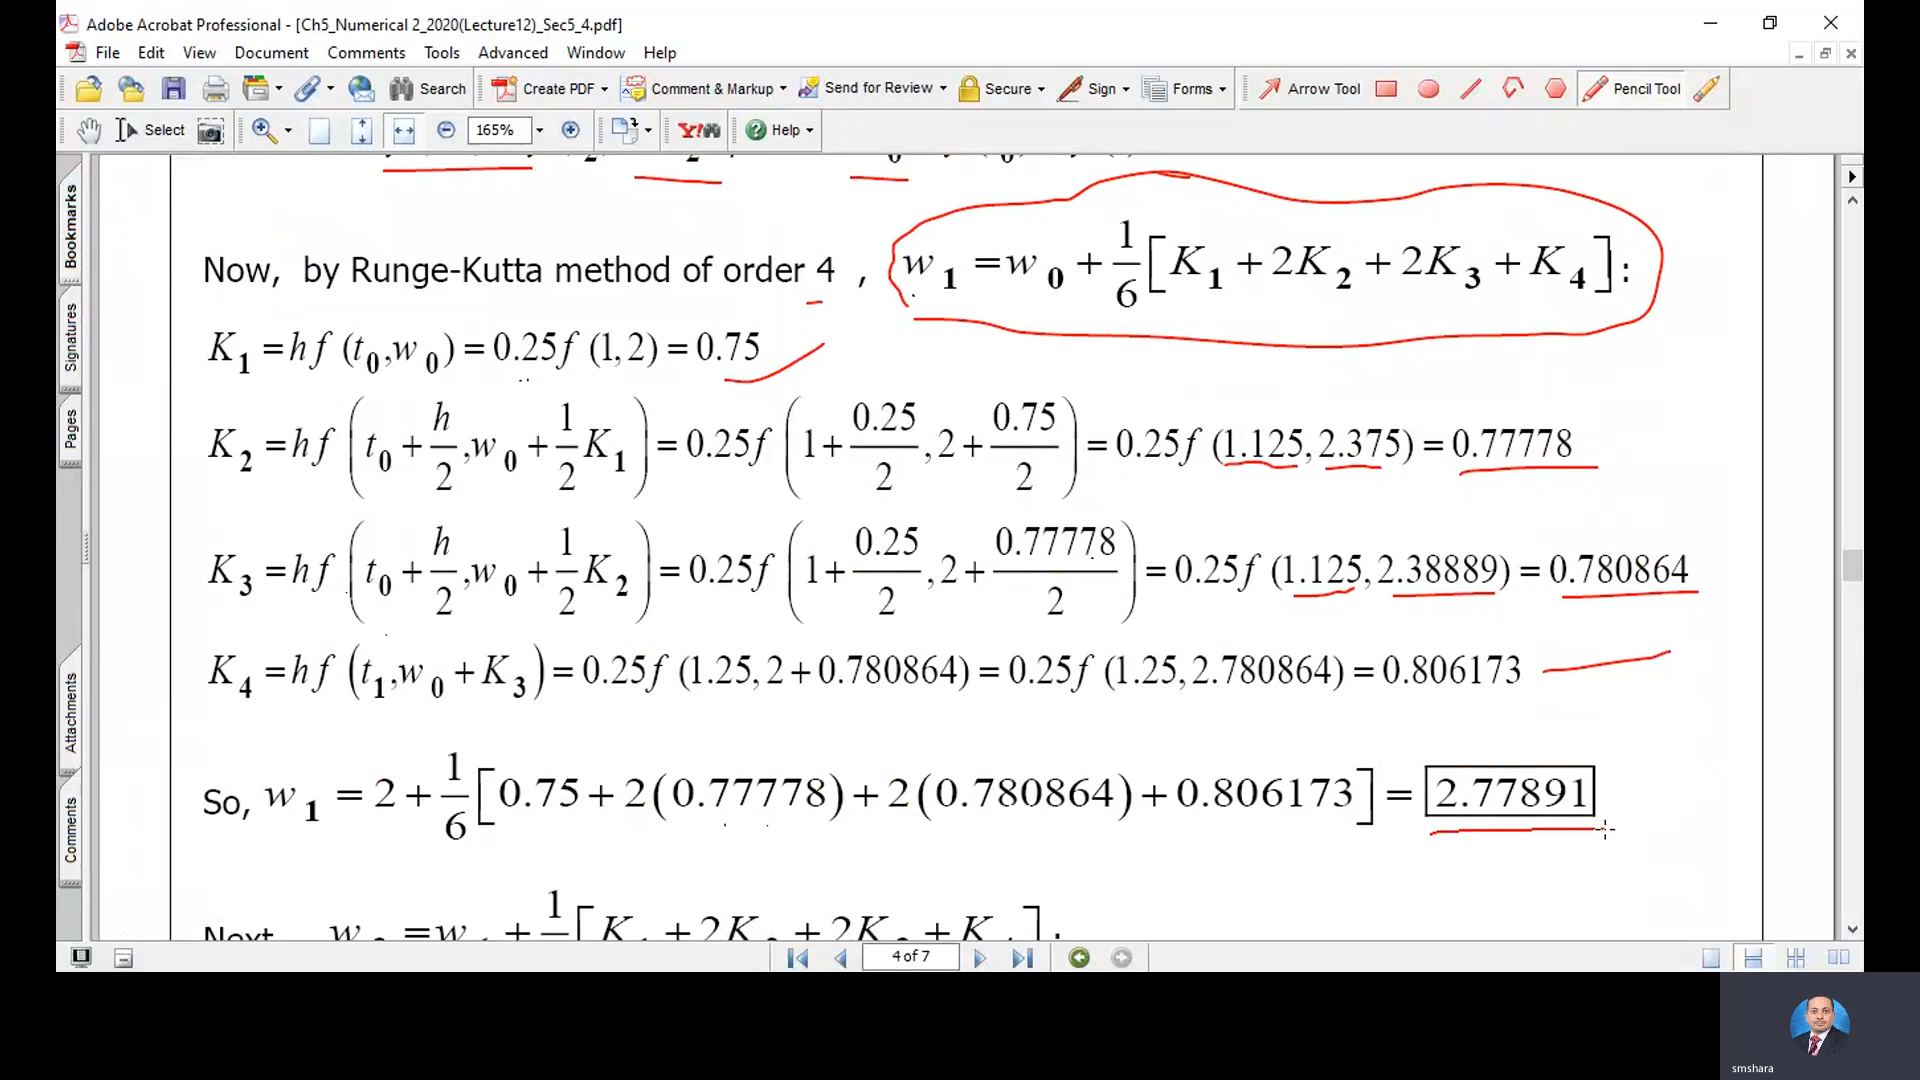 Adobe Acrobat Professional - [Ch5_Numerical 2_2020(Lecture12)_Sec5_4.pdf]
File Edit View Document Comments Tools Advanced Window Help
Search Create PDF Comment & Markup Send for Review Secure Sign Forms Arrow Tool Pencil Tool
Select 165% Y! Help
Bookmarks
Signatures
Pages
Attachments
Comments
Now, by Runge-Kutta method of order 4 , w₁ = w₀ + 1/6 [K₁ + 2K₂ + 2K₃ + K₄] :
K₁ = hf (t₀, w₀) = 0.25f (1, 2) = 0.75
K₂ = hf (t₀ + h/2, w₀ + 1/2 K₁) = 0.25f (1 + 0.25/2, 2 + 0.75/2) = 0.25f (1.125, 2.375) = 0.77778
K₃ = hf (t₀ + h/2, w₀ + 1/2 K₂) = 0.25f (1 + 0.25/2, 2 + 0.77778/2) = 0.25f (1.125, 2.38889) = 0.780864
K₄ = hf (t₁, w₀ + K₃) = 0.25f (1.25, 2 + 0.780864) = 0.25f (1.25, 2.780864) = 0.806173
So, w₁ = 2 + 1/6 [0.75 + 2(0.77778) + 2(0.780864) + 0.806173] = 2.77891
Next
4 of 7
smshara